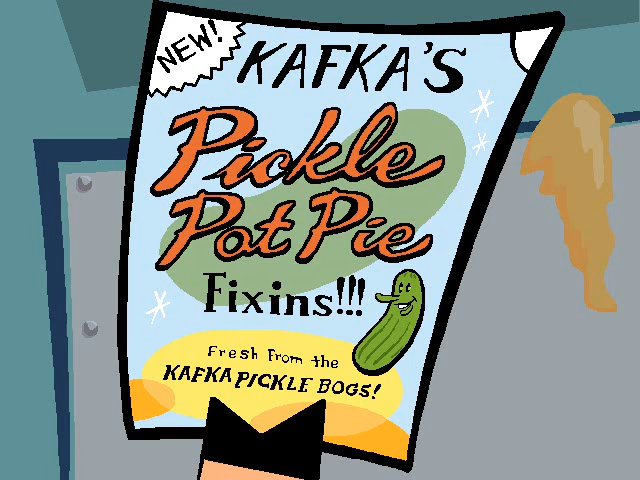 NEW!
KAFKA'S
Pickle
Pot Pie
Fixins!!!
Fresh From the
KAFKA PICKLE BOGS!